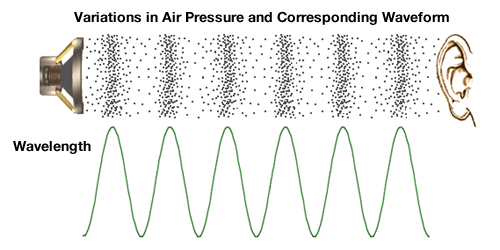 Variations in Air Pressure and Corresponding Waveform
Wavelength